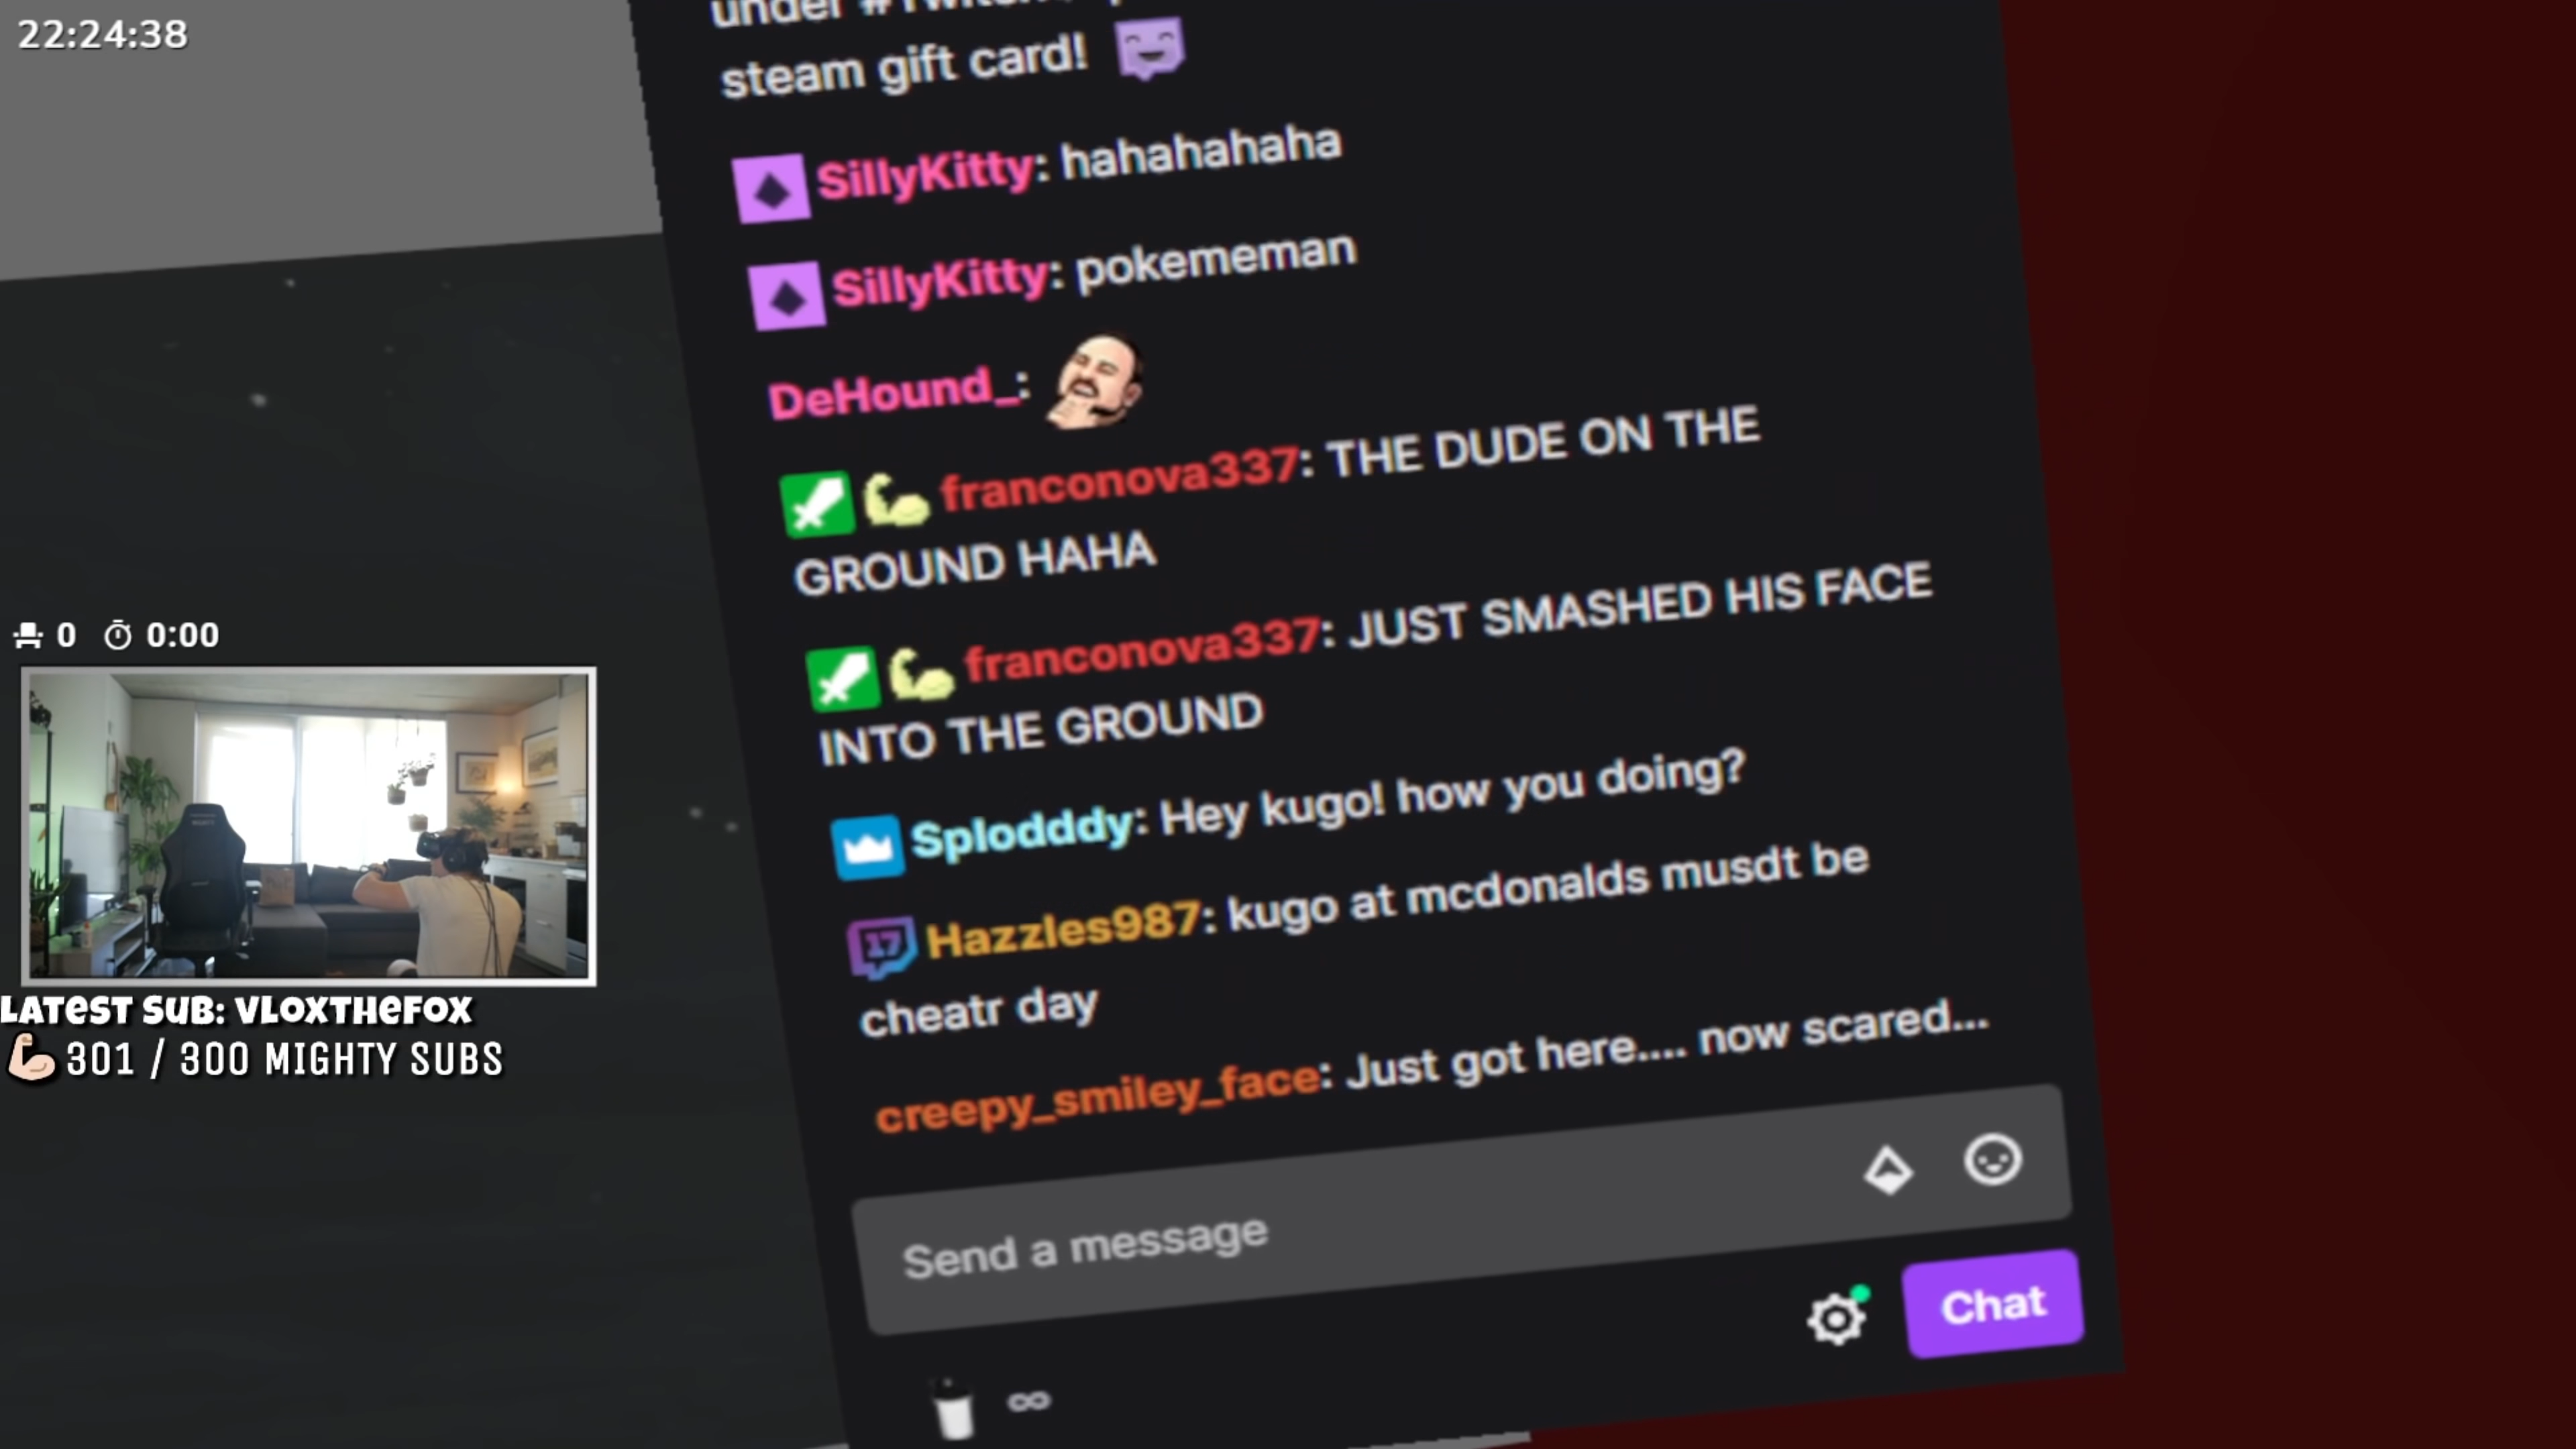 22:24:38
under
steam gift card!
SillyKitty: hahahahaha
SillyKitty: pokememan
DeHound_:
franconova337: THE DUDE ON THE
GROUND HAHA
franconova337: JUST SMASHED HIS FACE
INTO THE GROUND
Splodddy: Hey kugo! how you doing?
17 Hazzles987: kugo at mcdonalds musdt be
cheatr day
creepy_smiley_face: Just got here.... now scared...
Send a message
Chat
∞
0 0:00
LATEST SUB: VLOXTHEFOX
301 / 300 MIGHTY SUBS